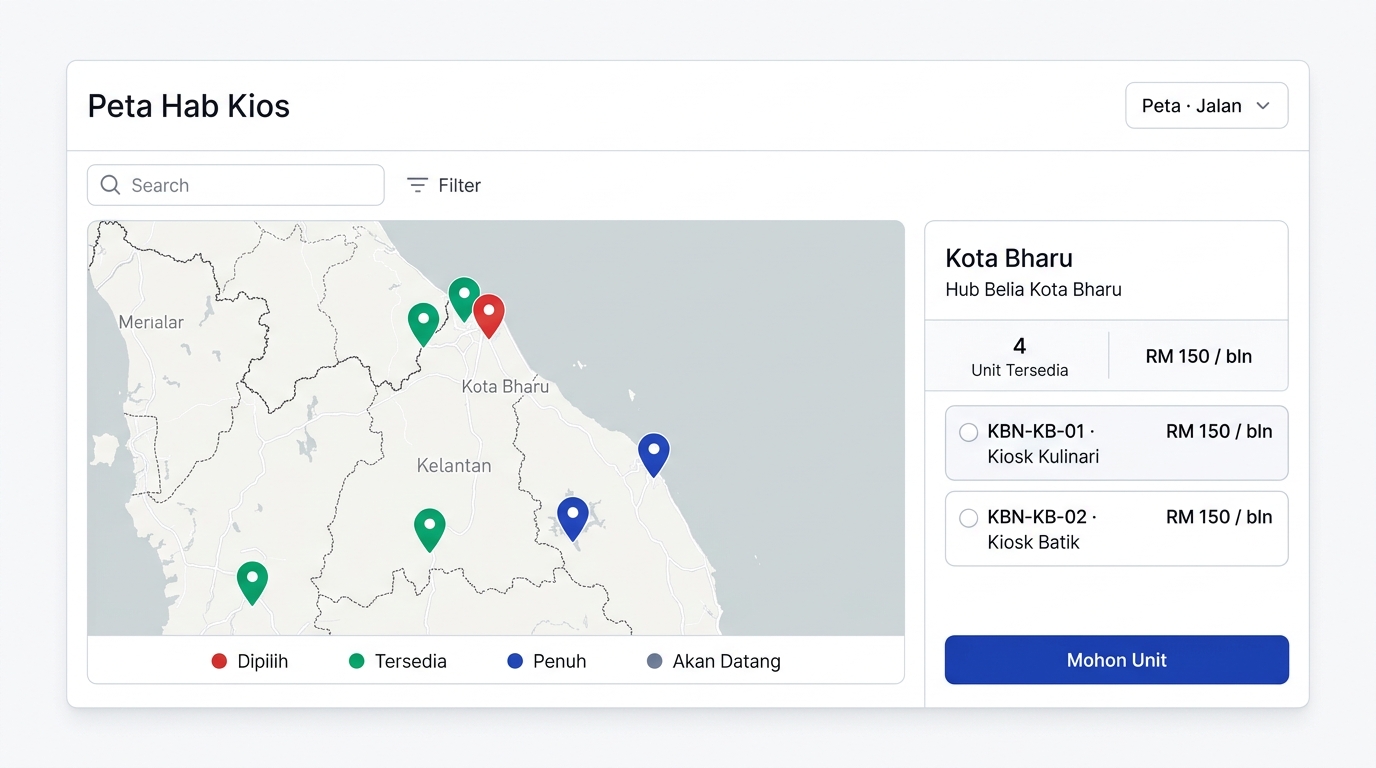 Peta Hab Kios
Peta · Jalan
Search
Filter
Merialar
Kota Bharu
Kelantan
Dipilih
Tersedia
Penuh
Akan Datang
Kota Bharu
Hub Belia Kota Bharu
4
Unit Tersedia
RM 150 / bln
KBN-KB-01 ·
Kiosk Kulinari
RM 150 / bln
KBN-KB-02 ·
Kiosk Batik
RM 150 / bln
Mohon Unit